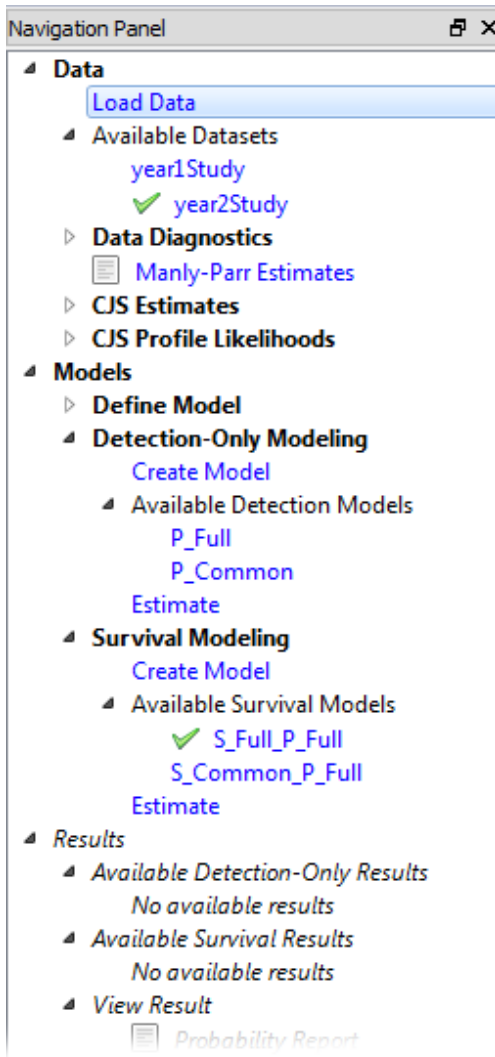 Navigation Panel
Data
Load Data
Available Datasets
year1Study
year2Study
Data Diagnostics
Manly-Parr Estimates
CJS Estimates
CJS Profile Likelihoods
Models
Define Model
Detection-Only Modeling
Create Model
Available Detection Models
P_Full
P_Common
Estimate
Survival Modeling
Create Model
Available Survival Models
S_Full_P_Full
S_Common_P_Full
Estimate
Results
Available Detection-Only Results
No available results
Available Survival Results
No available results
View Result
Probability Report